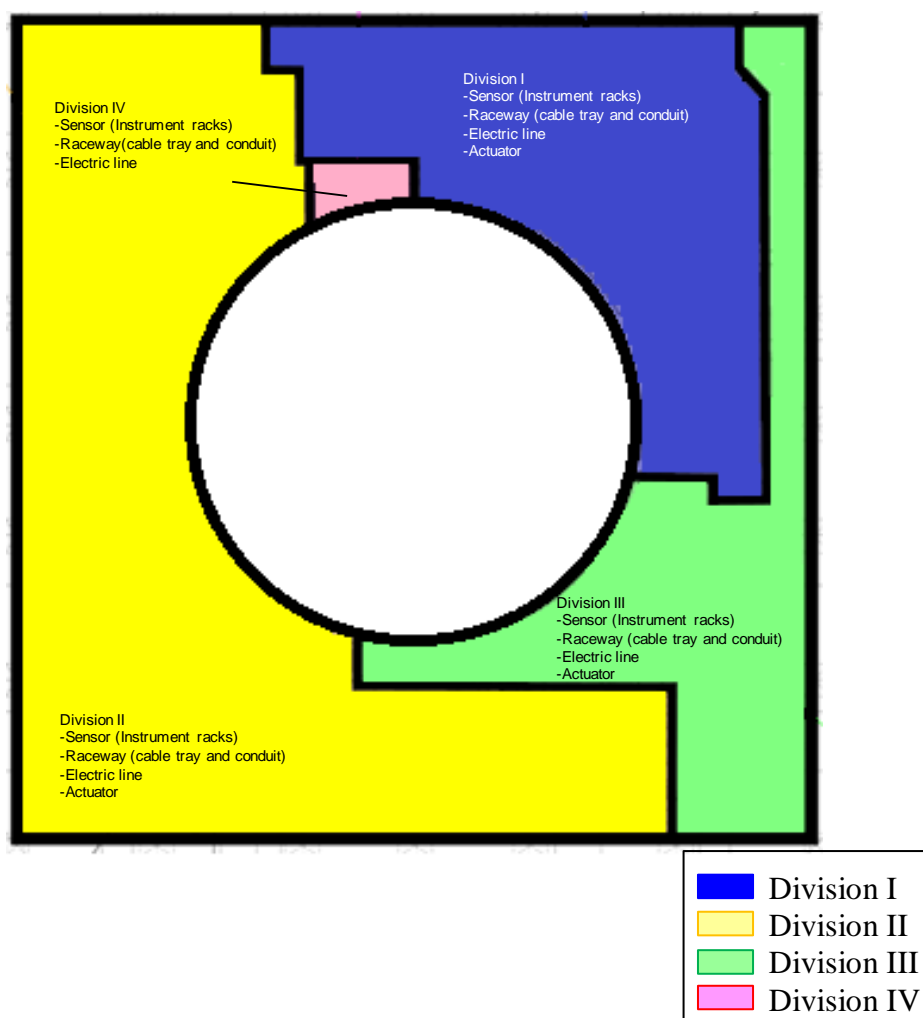 Division I
-Sensor (Instrument racks)
-Raceway (cable tray and conduit)
-Electric line
-Actuator
Division IV
-Sensor (Instrument racks)
-Raceway(cable tray and conduit)
-Electric line
Division III
-Sensor (Instrument racks)
-Raceway (cable tray and conduit)
-Electric line
-Actuator
Division II
-Sensor (Instrument racks)
-Raceway (cable tray and conduit)
-Electric line
-Actuator
Division I
Division II
Division III
Division IV